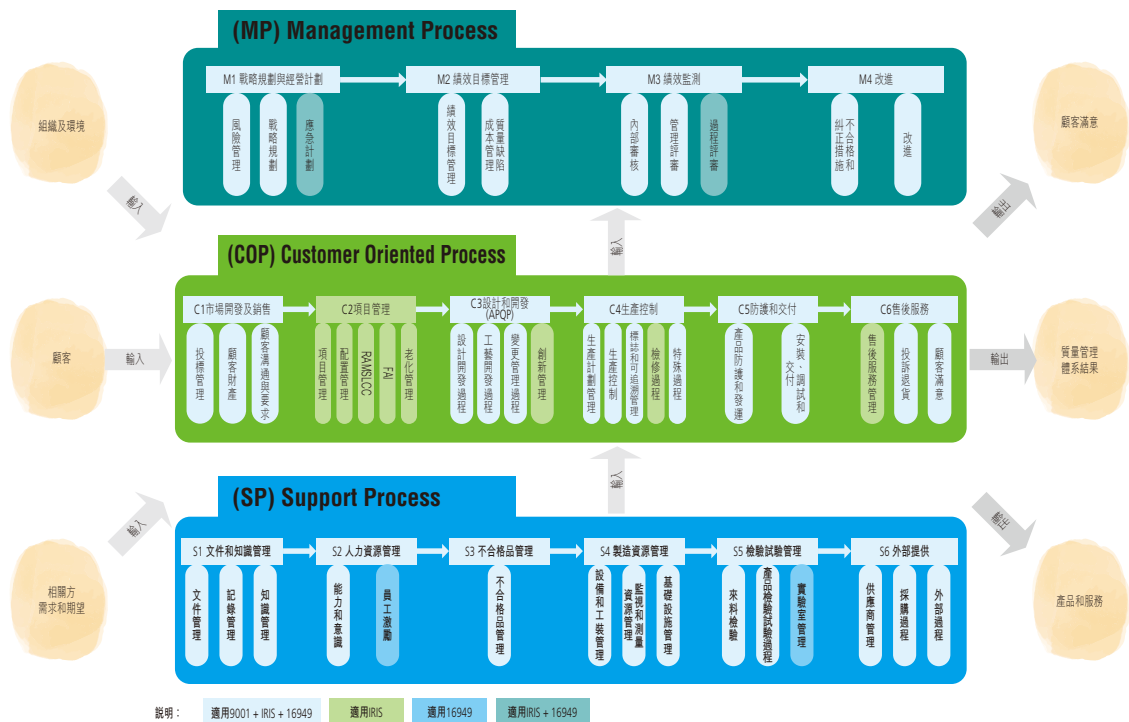 (MP) Management Process
M1 戰略規劃與經營計劃
M2 績效目標管理
M3 績效監測
M4 改進
風險管理
戰略規劃
應急計劃
績效目標管理
質量缺陷
成本管理
內部審核
管理評審
過程評審
不合格和
糾正措施
改進
組織及環境
顧客滿意
輸入
輸出
輸入
(COP) Customer Oriented Process
C1市場開發及銷售
C2項目管理
C3設計和開發
(APQP)
C4生產控制
C5防護和交付
C6售後服務
投標管理
顧客財產
顧客溝通與要求
項目管理
配置管理
RAMSLCC
FAI
老化管理
設計開發過程
工藝開發過程
變更管理過程
創新管理
生產計劃管理
生產控制
標誌和可追溯管理
檢修過程
特殊過程
產品防護和發運
安裝、調試和
交付
售後服務管理
投訴退貨
顧客滿意
顧客
輸入
輸出
質量管理
體系結果
輸入
(SP) Support Process
S1 文件和知識管理
S2 人力資源管理
S3 不合格品管理
S4 製造資源管理
S5 檢驗試驗管理
S6 外部提供
文件管理
記錄管理
知識管理
能力和意識
員工激勵
不合格品管理
設備和工裝管理
監視和測量
資源管理
基礎設施管理
來料檢驗
產品檢驗試驗過程
實驗室管理
供應商管理
採購過程
外部過程
輸入
輸出
相關方
需求和期望
產品和服務
説明：
適用9001 + IRIS + 16949
適用IRIS
適用16949
適用IRIS + 16949